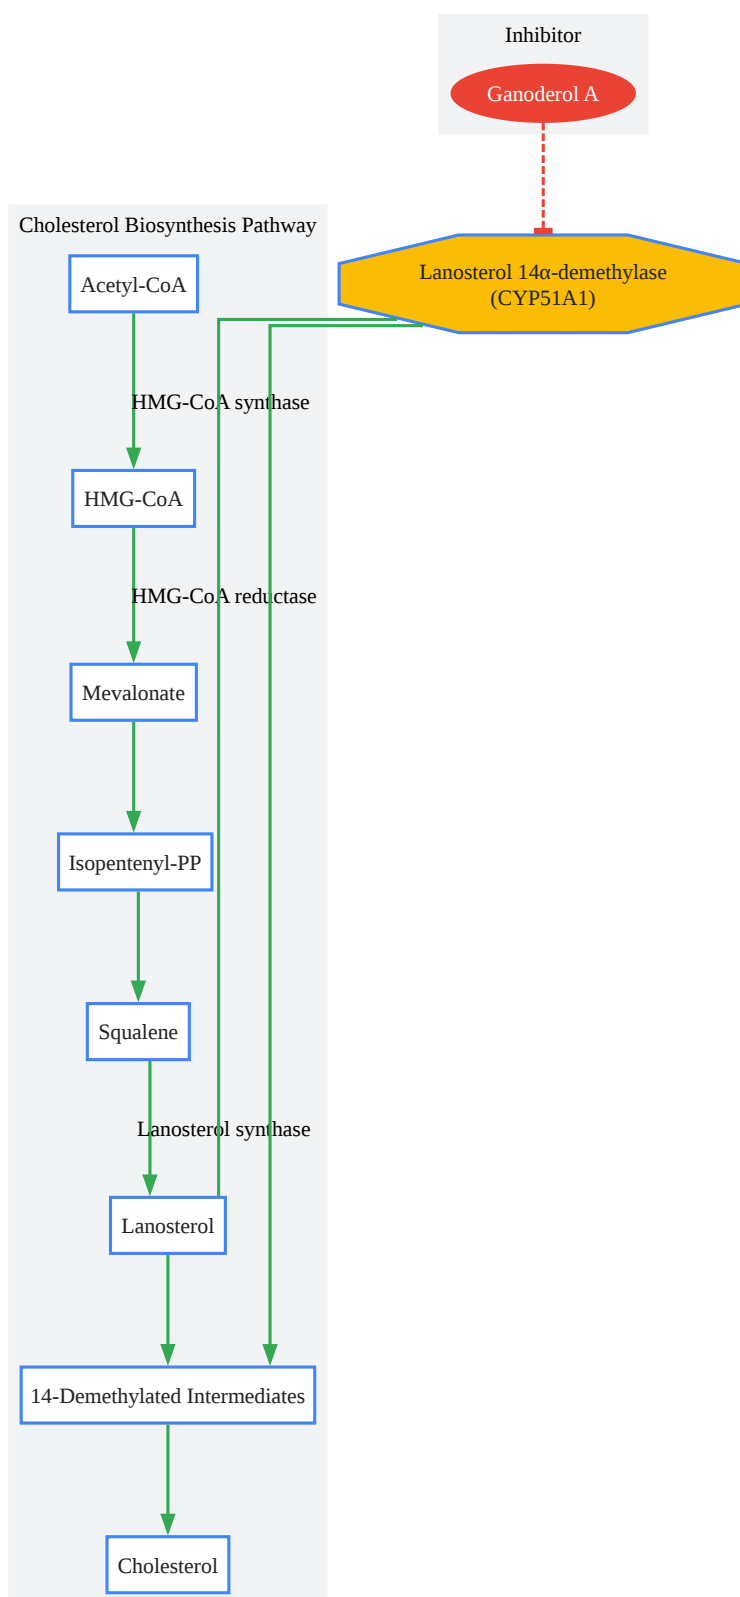 Inhibitor
Ganoderol A
Cholesterol Biosynthesis Pathway
Lanosterol 14α-demethylase
(CYP51A1)
Acetyl-CoA
HMG-CoA synthase
HMG-CoA
HMG-CoA reductase
Mevalonate
Isopentenyl-PP
Squalene
Lanosterol synthase
Lanosterol
14-Demethylated Intermediates
Cholesterol